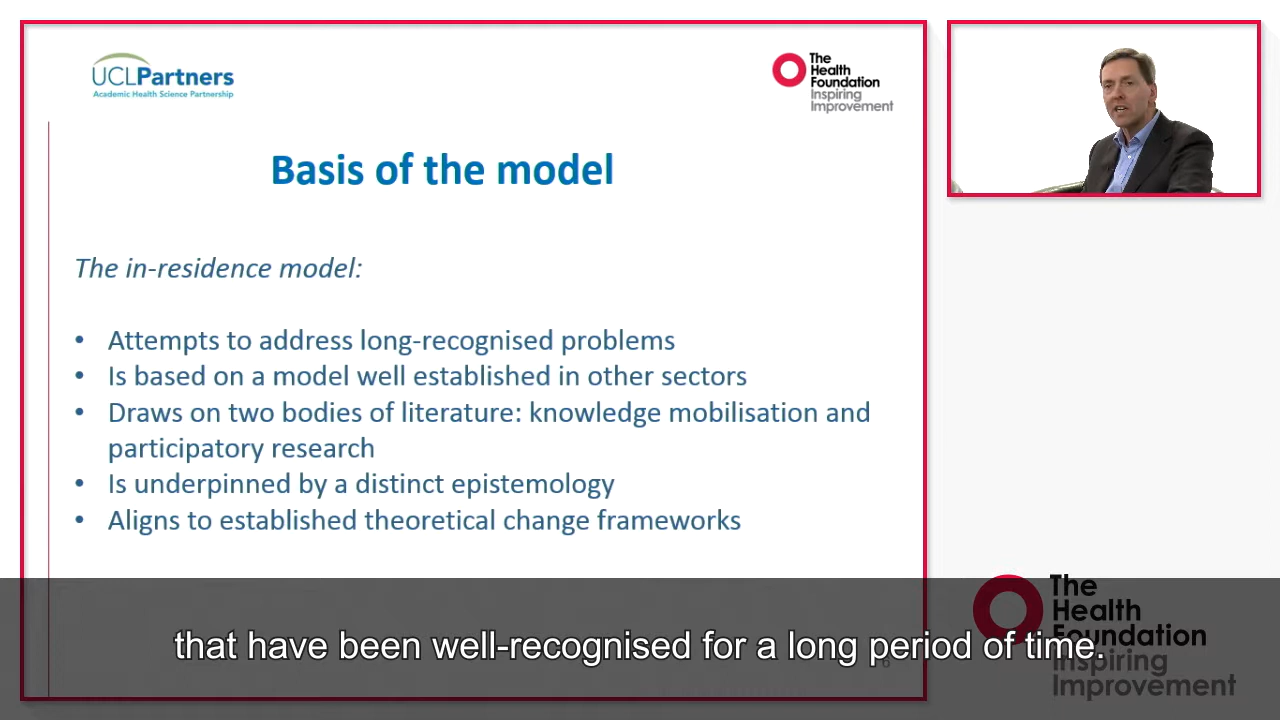 UCLPartners
Academic Health Science Partnership
The
Health
Foundation
Inspiring
Improvement
Basis of the model
The in-residence model:
• Attempts to address long-recognised problems
• Is based on a model well established in other sectors
• Draws on two bodies of literature: knowledge mobilisation and
participatory research
• Is underpinned by a distinct epistemology
• Aligns to established theoretical change frameworks
6
that have been well-recognised for a long period of time.
The
Health
Foundation
Inspiring
Improvement